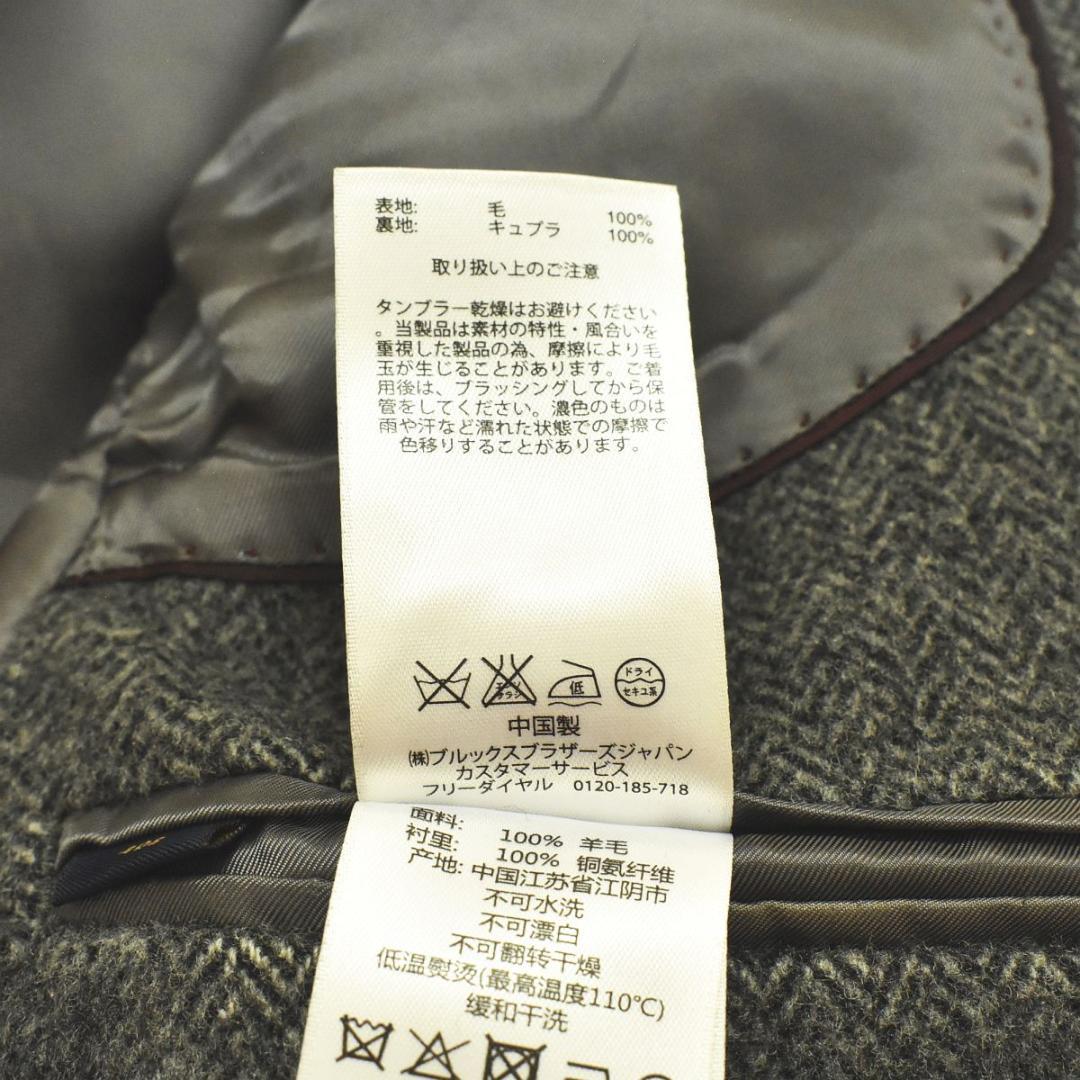 表地: 毛 100%
裏地: キュプラ 100%
取り扱い上のご注意
タンブラー乾燥はお避けください
。当製品は素材の特性・風合いを
重視した製品の為、摩擦により毛
玉が生じることがあります。ご着
用後は、ブラッシングしてから保
管をしてください。濃色のものは
雨や汗など濡れた状態での摩擦で
色移りすることがあります。
エンソ
サラシ
低
ドライ
セキユ系
中国製
㈱ブルックスブラザーズジャパン
カスタマーサービス
フリーダイヤル 0120-185-718
面料: 100% 羊毛
衬里: 100% 铜氨纤维
产地: 中国江苏省江阴市
不可水洗
不可漂白
不可翻转干燥
低温熨烫(最高温度110℃)
缓和干洗